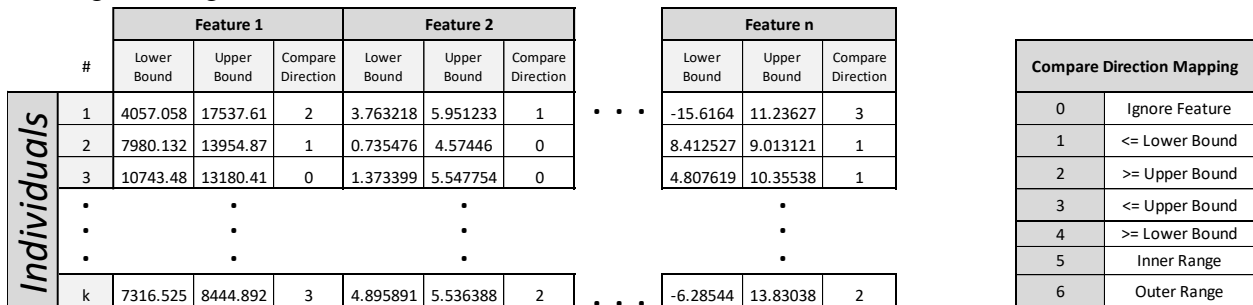 Feature 1 Feature 2 Feature n
# Lower Bound Upper Bound Compare Direction Lower Bound Upper Bound Compare Direction Lower Bound Upper Bound Compare Direction Compare Direction Mapping
Individuals
1 4057.058 17537.61 2 3.763218 5.951233 1 . . . -15.6164 11.23627 3 0 Ignore Feature
2 7980.132 13954.87 1 0.735476 4.57446 0 8.412527 9.013121 1 1 <= Lower Bound
3 10743.48 13180.41 0 1.373399 5.547754 0 4.807619 10.35538 1 2 >= Upper Bound
. . . . 3 <= Upper Bound
. . . . 4 >= Lower Bound
. . . . 5 Inner Range
k 7316.525 8444.892 3 4.895891 5.536388 2 . . . -6.28544 13.83038 2 6 Outer Range